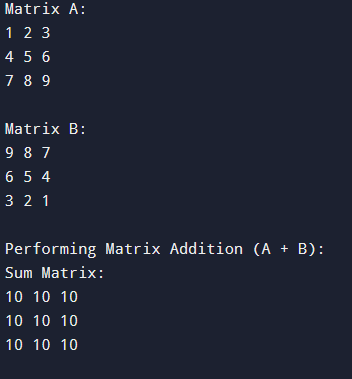 Matrix A:
1 2 3
4 5 6
7 8 9
Matrix B:
9 8 7
6 5 4
3 2 1
Performing Matrix Addition (A + B):
Sum Matrix:
10 10 10
10 10 10
10 10 10